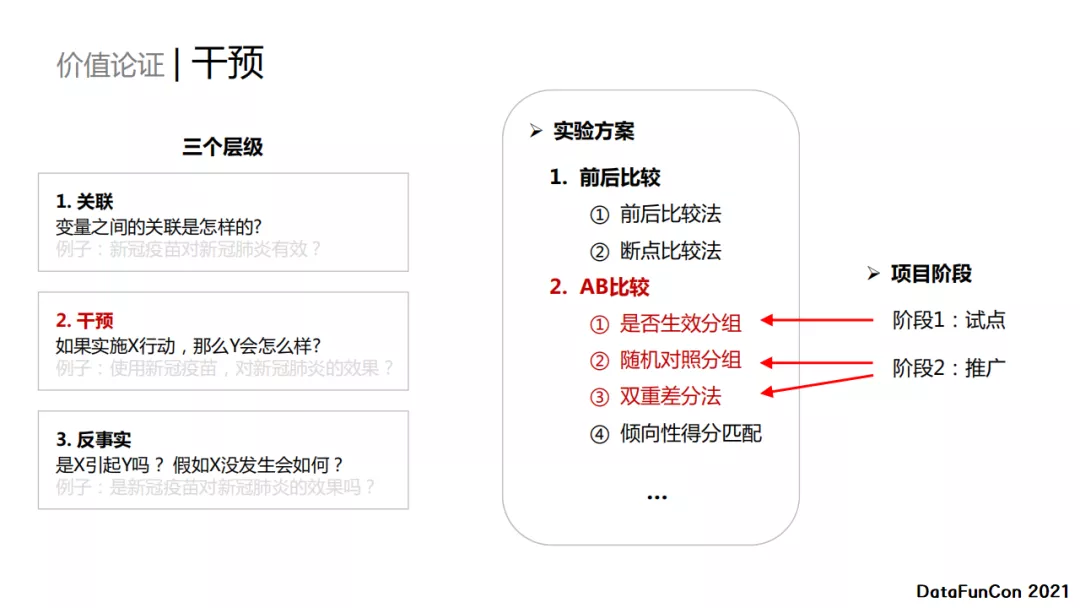 价值论证 | 干预
三个层级
1. 关联
变量之间的关联是怎样的?
例子：新冠疫苗对新冠肺炎有效？
2. 干预
如果实施X行动，那么Y会怎么样?
例子：使用新冠疫苗，对新冠肺炎的效果？
3. 反事实
是X引起Y吗？ 假如X没发生会如何？
例子：是新冠疫苗对新冠肺炎的效果吗？
➢ 实验方案
1. 前后比较
① 前后比较法
② 断点比较法
2. AB比较
① 是否生效分组
② 随机对照分组
③ 双重差分法
④ 倾向性得分匹配
...
➢ 项目阶段
阶段1：试点
阶段2：推广
DataFunCon 2021